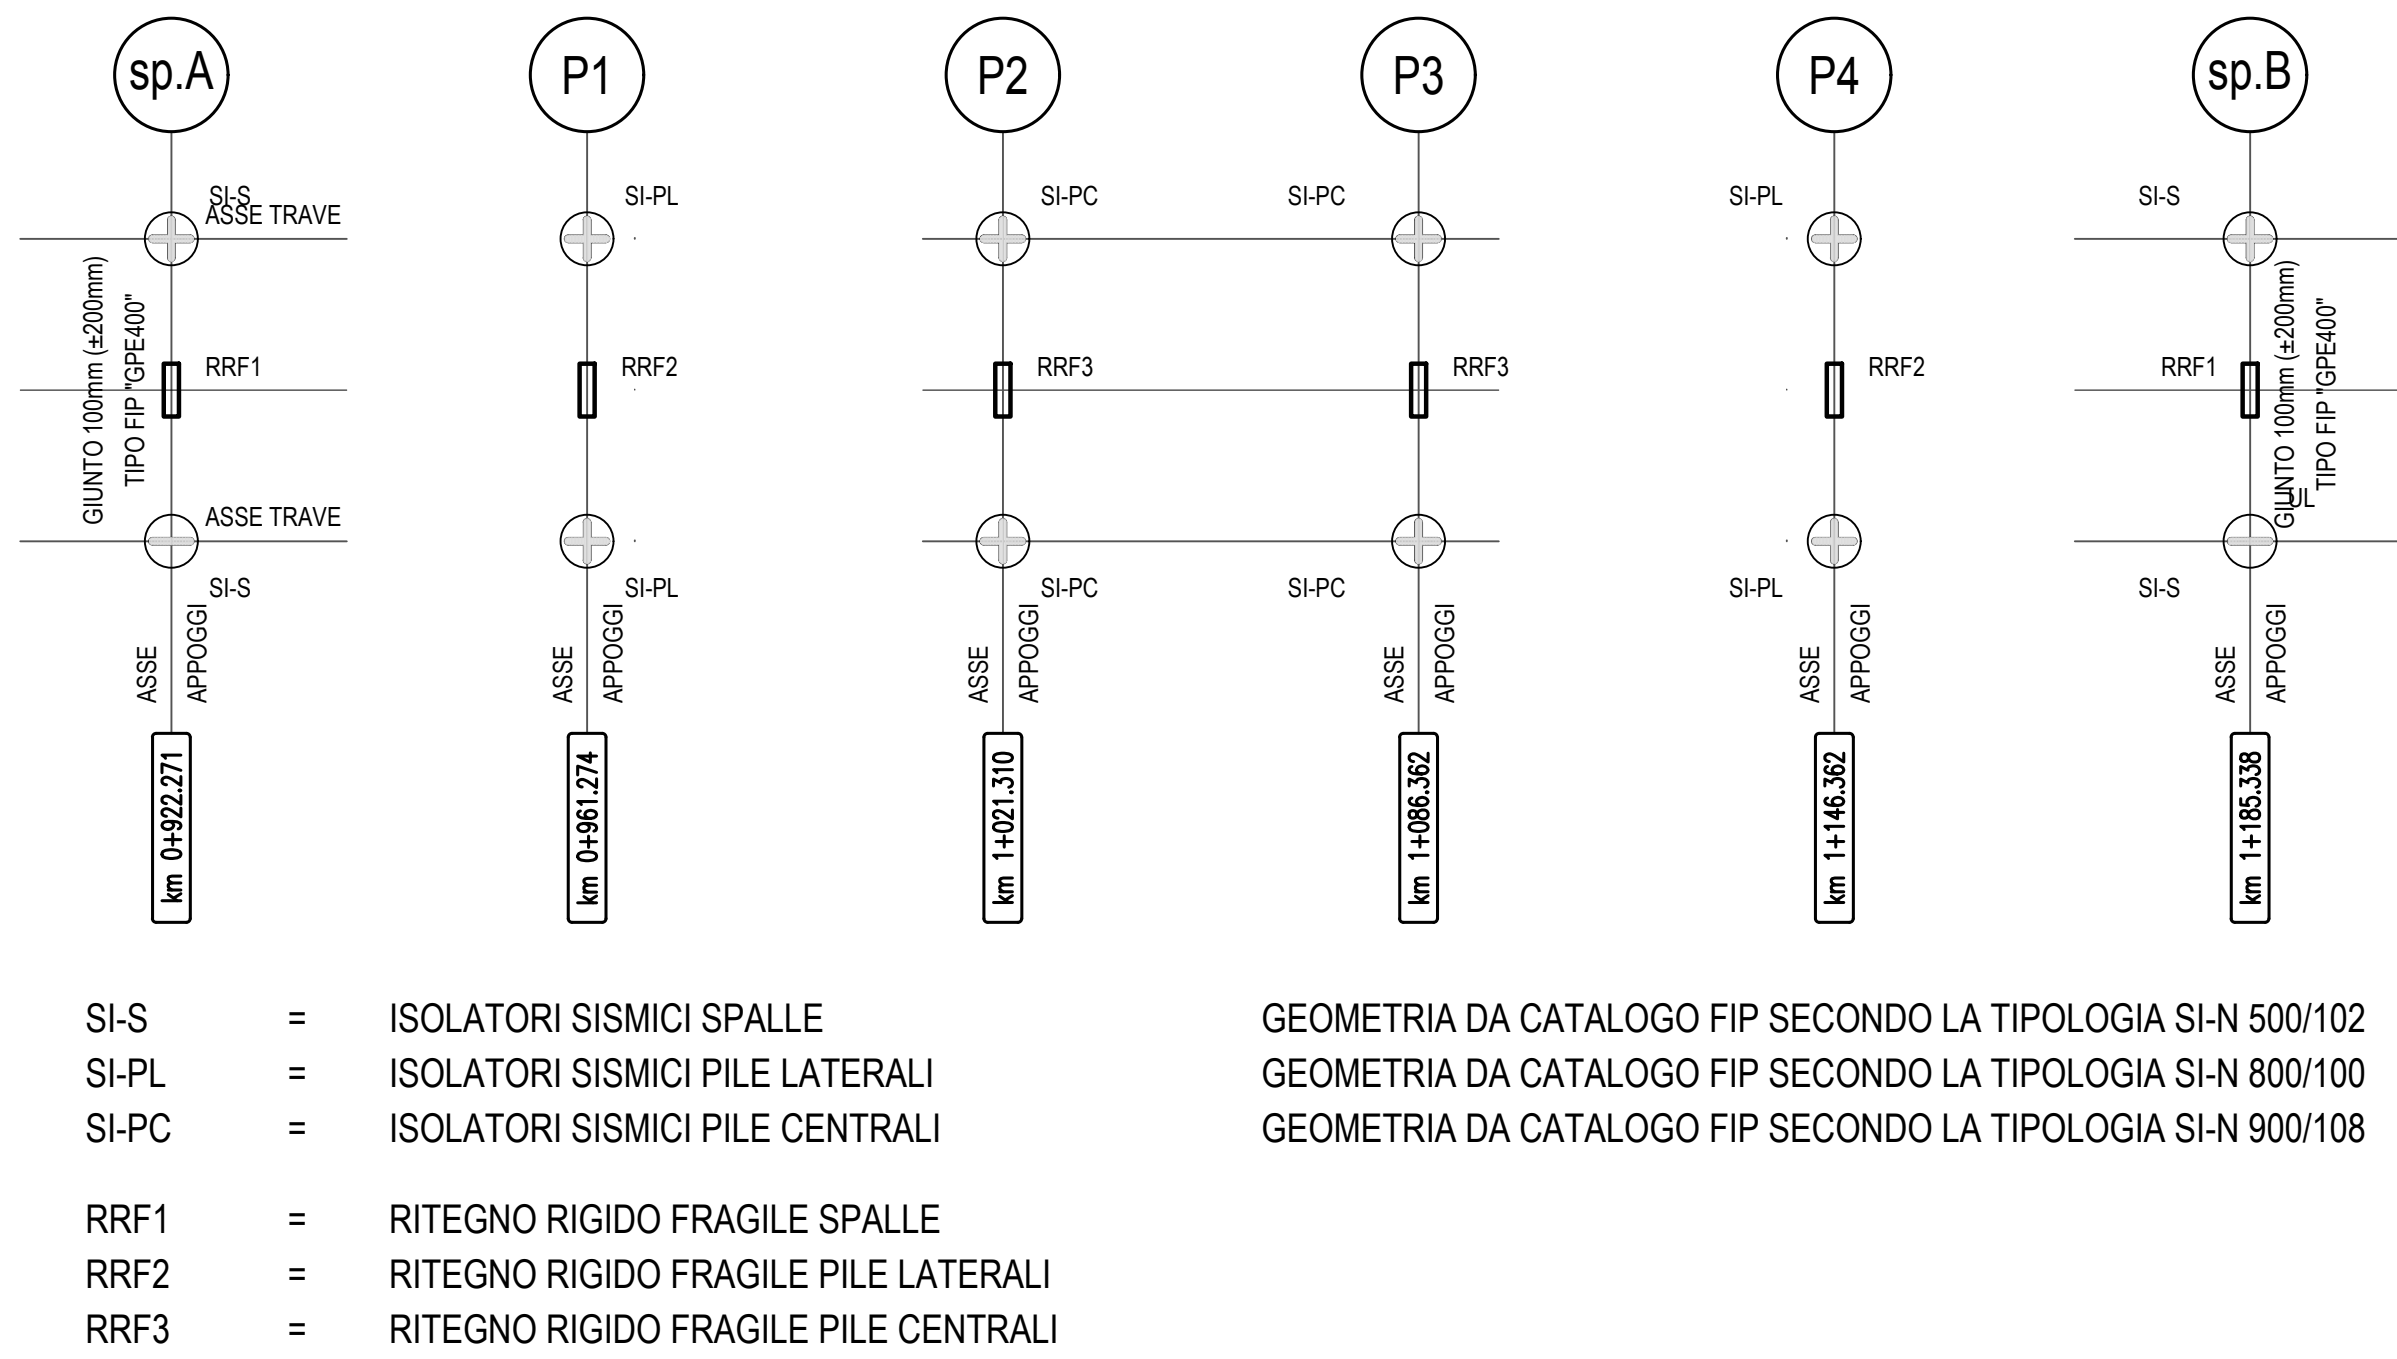 sp.A
P1
P2
P3
P4
sp.B
SI-S
ASSE TRAVE
SI-PL
SI-PC
SI-PC
SI-PL
SI-S
GIUNTO 100mm (±200mm)
TIPO FIP "GPE400"
RRF1
RRF2
RRF3
RRF3
RRF2
RRF1
GIUNTO 100mm (±200mm)
TIPO FIP "GPE400"
UL
ASSE TRAVE
SI-S
SI-PL
SI-PC
SI-PC
SI-PL
SI-S
ASSE
APPOGGI
ASSE
APPOGGI
ASSE
APPOGGI
ASSE
APPOGGI
ASSE
APPOGGI
ASSE
APPOGGI
km 0+922.271
km 0+961.274
km 1+021.310
km 1+086.362
km 1+146.362
km 1+185.338
SI-S = ISOLATORI SISMICI SPALLE GEOMETRIA DA CATALOGO FIP SECONDO LA TIPOLOGIA SI-N 500/102
SI-PL = ISOLATORI SISMICI PILE LATERALI GEOMETRIA DA CATALOGO FIP SECONDO LA TIPOLOGIA SI-N 800/100
SI-PC = ISOLATORI SISMICI PILE CENTRALI GEOMETRIA DA CATALOGO FIP SECONDO LA TIPOLOGIA SI-N 900/108
RRF1 = RITEGNO RIGIDO FRAGILE SPALLE
RRF2 = RITEGNO RIGIDO FRAGILE PILE LATERALI
RRF3 = RITEGNO RIGIDO FRAGILE PILE CENTRALI